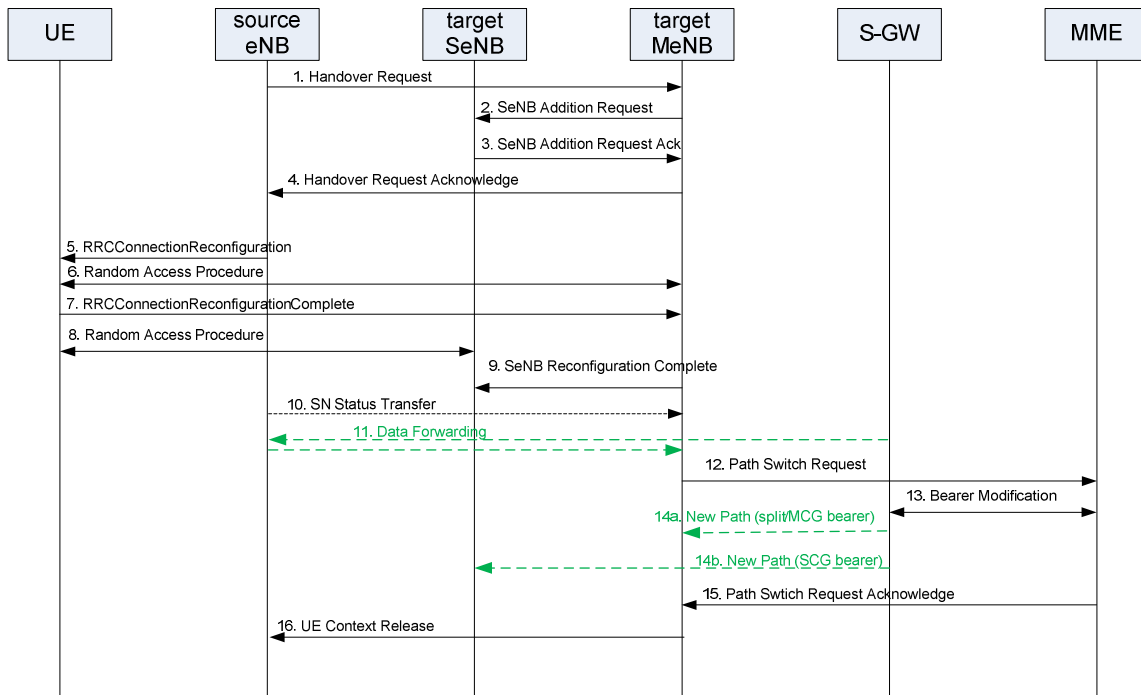 UE
source
eNB
target
SeNB
target
MeNB
S-GW
MME
1. Handover Request
2. SeNB Addition Request
3. SeNB Addition Request Ack
4. Handover Request Acknowledge
5. RRCConnectionReconfiguration
6. Random Access Procedure
7. RRCConnectionReconfigurationComplete
8. Random Access Procedure
9. SeNB Reconfiguration Complete
10. SN Status Transfer
11. Data Forwarding
12. Path Switch Request
13. Bearer Modification
14a. New Path (split/MCG bearer)
14b. New Path (SCG bearer)
15. Path Swtich Request Acknowledge
16. UE Context Release